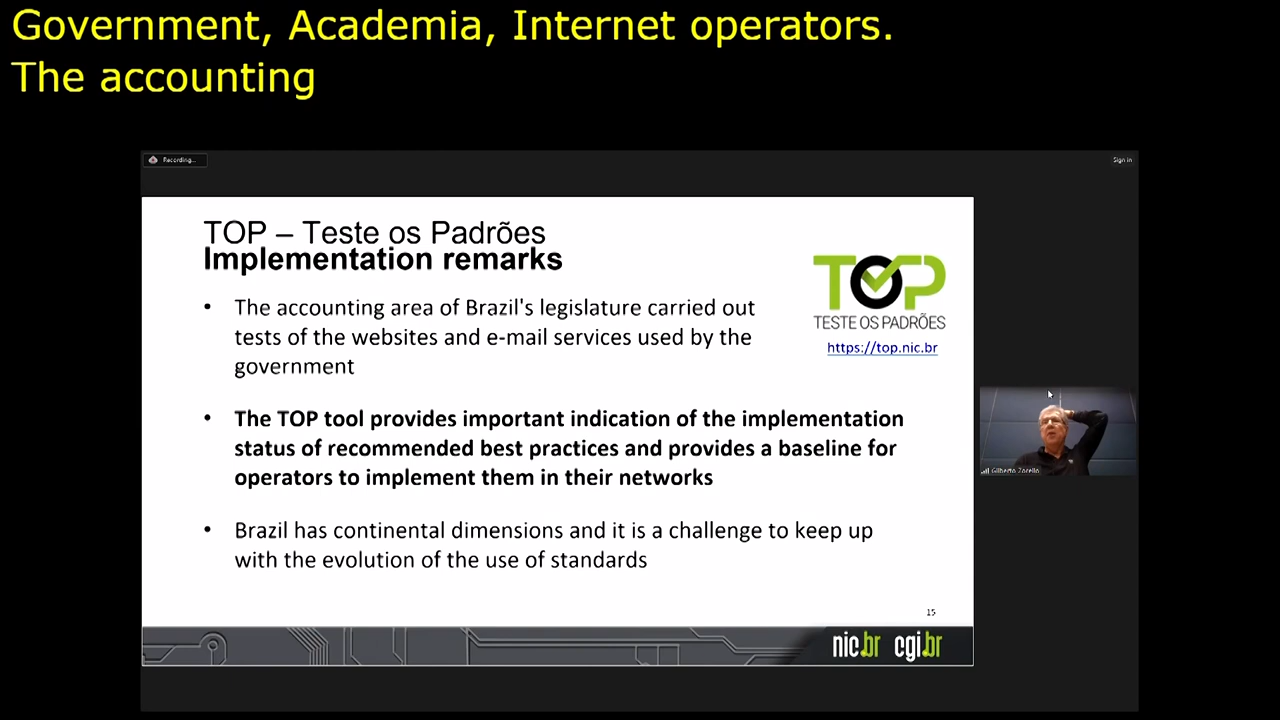 Government, Academia, Internet operators.
The accounting
Recording...
Sign in
TOP – Teste os Padrões
Implementation remarks
• The accounting area of Brazil's legislature carried out
tests of the websites and e-mail services used by the
government
TOP
TESTE OS PADRÕES
https://top.nic.br
• The TOP tool provides important indication of the implementation
status of recommended best practices and provides a baseline for
operators to implement them in their networks
Gilberto Zorello
• Brazil has continental dimensions and it is a challenge to keep up
with the evolution of the use of standards
15
nic.br cgi.br